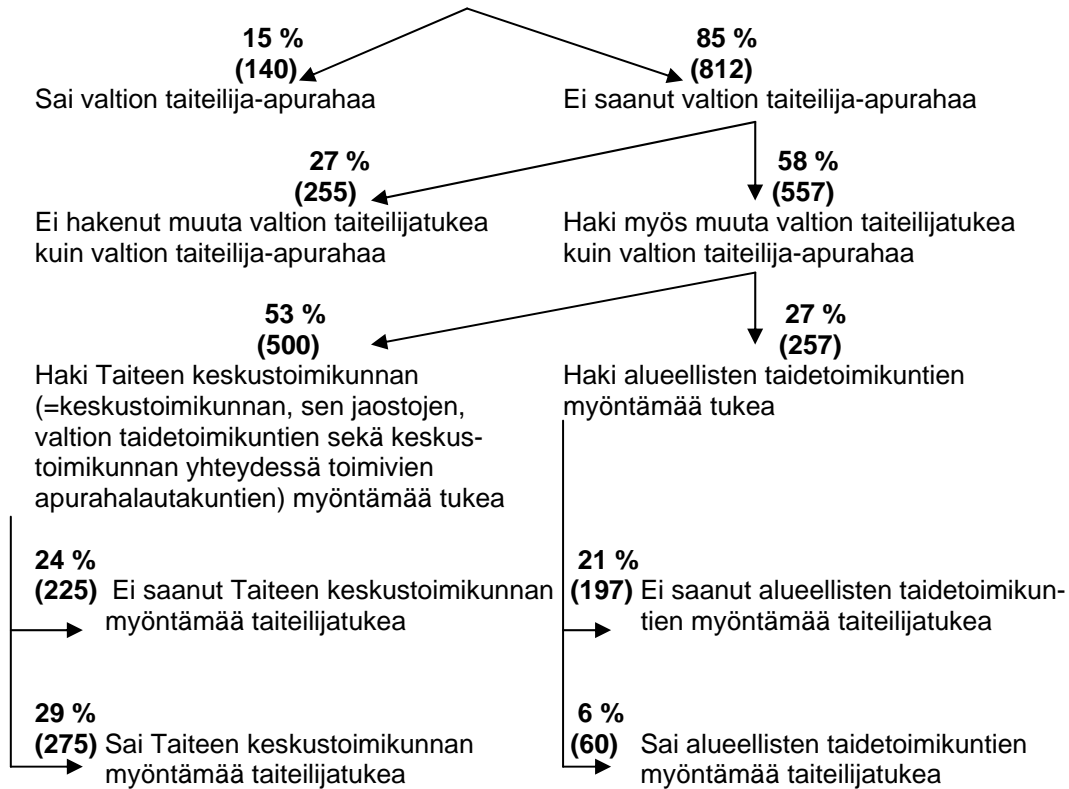 15 %
(140)
Sai valtion taiteilija-apurahaa
85 %
(812)
Ei saanut valtion taiteilija-apurahaa
27 %
(255)
Ei hakenut muuta valtion taiteilijatukea
kuin valtion taiteilija-apurahaa
58 %
(557)
Haki myös muuta valtion taiteilijatukea
kuin valtion taiteilija-apurahaa
53 %
(500)
Haki Taiteen keskustoimikunnan
(=keskustoimikunnan, sen jaostojen,
valtion taidetoimikuntien sekä keskus-
toimikunnan yhteydessä toimivien
apurahalautakuntien) myöntämää tukea
27 %
(257)
Haki alueellisten taidetoimikuntien
myöntämää tukea
24 %
(225) Ei saanut Taiteen keskustoimikunnan
myöntämää taiteilijatukea
21 %
(197) Ei saanut alueellisten taidetoimikun-
tien myöntämää taiteilijatukea
29 %
(275) Sai Taiteen keskustoimikunnan
myöntämää taiteilijatukea
6 %
(60) Sai alueellisten taidetoimikuntien
myöntämää taiteilijatukea